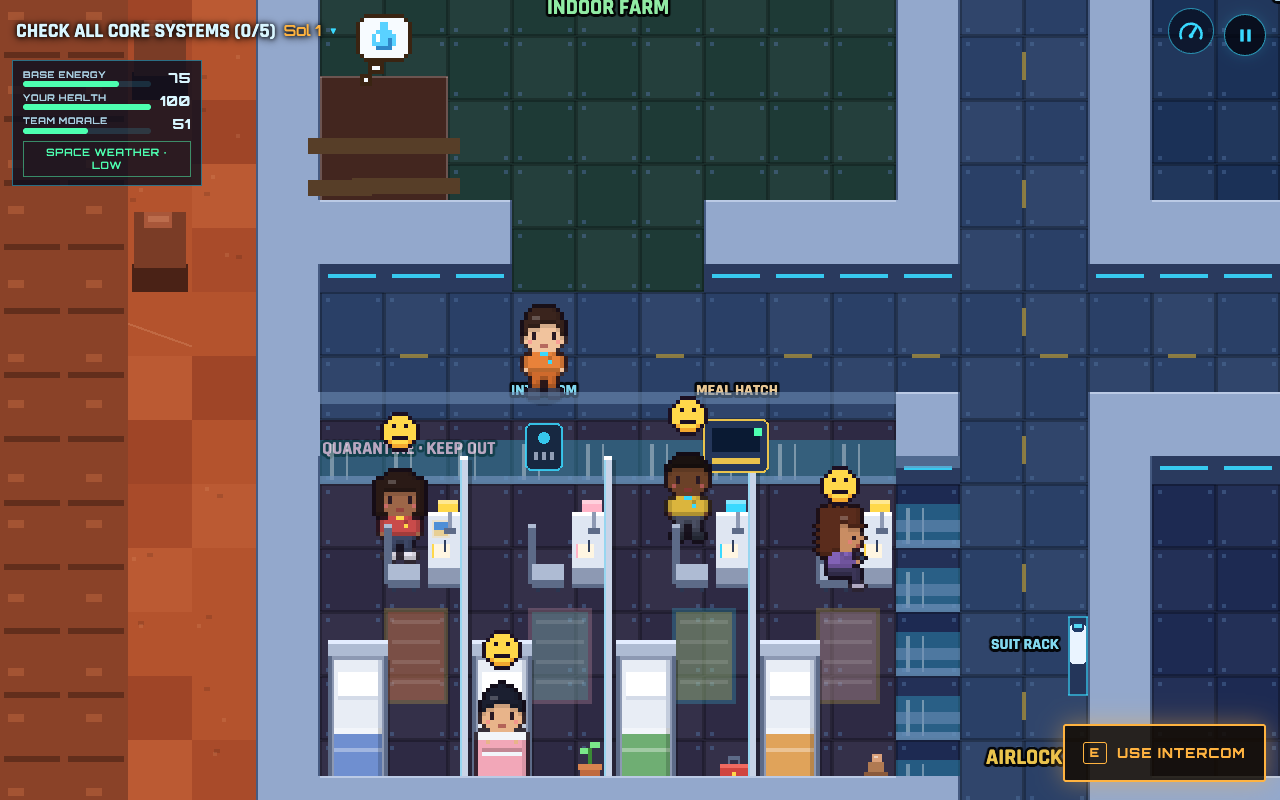 INDOOR FARM
CHECK ALL CORE SYSTEMS (0/5) Sol 1
BASE ENERGY 75
YOUR HEALTH 100
TEAM MORALE 51
SPACE WEATHER · LOW
MEAL HATCH
KEEP OUT
SUIT RACK
AIRLOCK
E USE INTERCOM